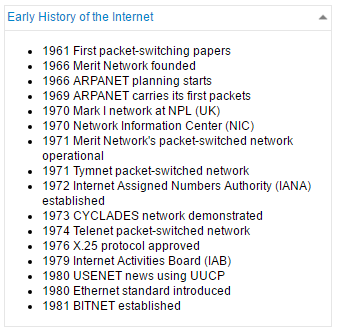 Early History of the Internet
1961 First packet-switching papers
1966 Merit Network founded
1966 ARPANET planning starts
1969 ARPANET carries its first packets
1970 Mark I network at NPL (UK)
1970 Network Information Center (NIC)
1971 Merit Network's packet-switched network
operational
1971 Tymnet packet-switched network
1972 Internet Assigned Numbers Authority (IANA)
established
1973 CYCLADES network demonstrated
1974 Telenet packet-switched network
1976 X.25 protocol approved
1979 Internet Activities Board (IAB)
1980 USENET news using UUCP
1980 Ethernet standard introduced
1981 BITNET established